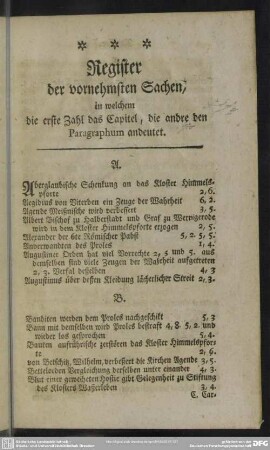 * * *
Register
der vornehmsten Sachen,
in welchem
die erste Zahl das Capitel, die andre den
Paragraphum andeutet.
A.
Aberglaubische Schenkung an das Kloster Himmels-
pforte 2, 6.
Aegidius von Viterben ein Zeuge der Wahrheit 6, 2.
Agende Meißnische wird verbessert 3, 5.
Albert Bischof zu Halberstadt und Graf zu Wernigerode
wird in dem Kloster Himmelspforte erzogen 2, 5.
Alexander der 6te Römischer Pabst 5, 2. 5.
Anverwandten des Proles 1, 4.
Augustiner Orden hat viel Vorrechte 2, 5 und 5. aus
demselben sind viele Zeugen der Wahrheit aufgetreten
2, 3. Verfal desselben 4, 3
Augustinus über dessen Kleidung lächerlicher Streit 2, 3.
B.
Banditen werden dem Proles nachgeschikt 5, 3
Bann mit demselben wird Proles bestraft 4, 8. 5, 2. und
wieder los gesprochen 5, 4.
Bauren aufrührische zerstören das Kloster Himmelspfor-
te 2, 6.
von Betschitz, Wilhelm, verbessert die Kirchen Agende 3, 5.
Bettelorden Vergleichung derselben unter einander 4, 3.
Blut einer geweiheten Hostie gibt Gelegenheit zu Stiftung
des Klosters Wasserleben 3, 4.
C. Car-